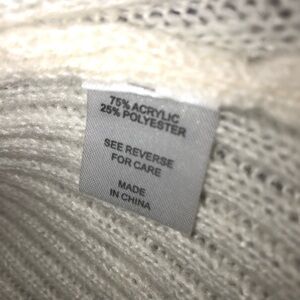 75% ACRYLIC
25% POLYESTER
SEE REVERSE
FOR CARE
MADE
IN CHINA